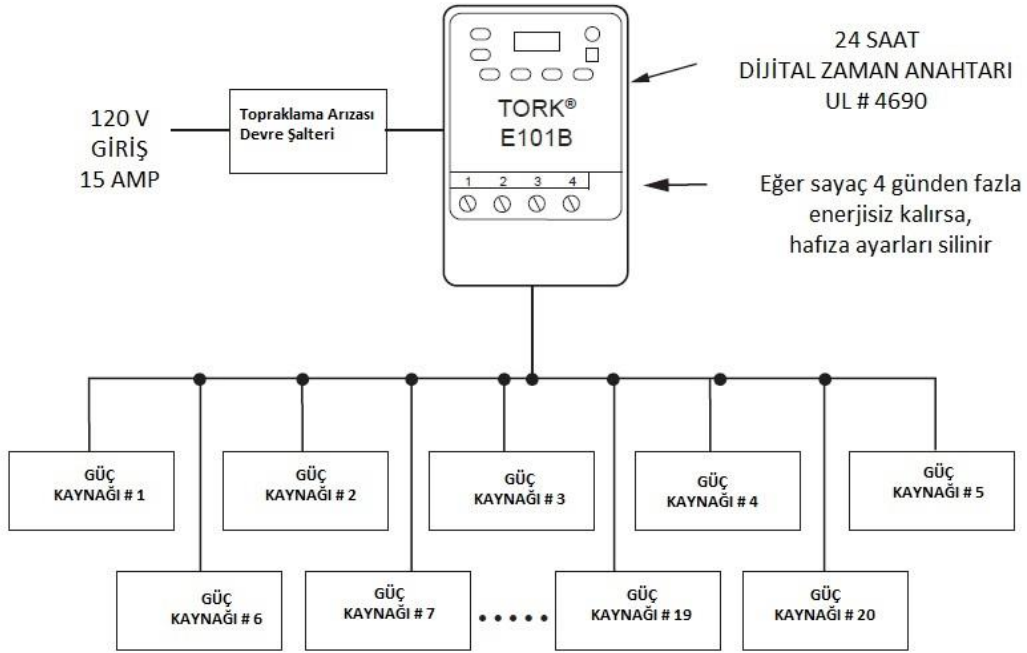 120 V
GİRİŞ
15 AMP
Topraklama Arızası
Devre Şalteri
TORK®
E101B
1 2 3 4
24 SAAT
DİJİTAL ZAMAN ANAHTARI
UL # 4690
Eğer sayaç 4 günden fazla
enerjisiz kalırsa,
hafıza ayarları silinir
GÜÇ
KAYNAĞI # 1
GÜÇ
KAYNAĞI # 2
GÜÇ
KAYNAĞI # 3
GÜÇ
KAYNAĞI # 4
GÜÇ
KAYNAĞI # 5
GÜÇ
KAYNAĞI # 6
GÜÇ
KAYNAĞI # 7
GÜÇ
KAYNAĞI # 19
GÜÇ
KAYNAĞI # 20